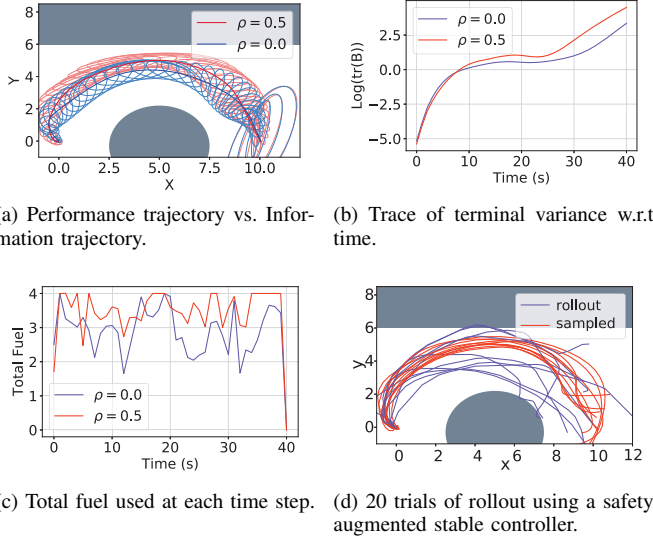 8
6
4
2
0
Y
ρ = 0.5
ρ = 0.0
0.0 2.5 5.0 7.5 10.0
X
5.0
2.5
0.0
−2.5
−5.0
Log(tr(B))
ρ = 0.0
ρ = 0.5
0 10 20 30 40
Time (s)
(a) Performance trajectory vs. Infor-
mation trajectory.
(b) Trace of terminal variance w.r.t
time.
4
3
2
1
0
Total Fuel
ρ = 0.0
ρ = 0.5
0 10 20 30 40
Time (s)
8
6
4
2
0
y
rollout
sampled
0 2 4 6 8 10 12
x
(c) Total fuel used at each time step.
(d) 20 trials of rollout using a safety
augmented stable controller.